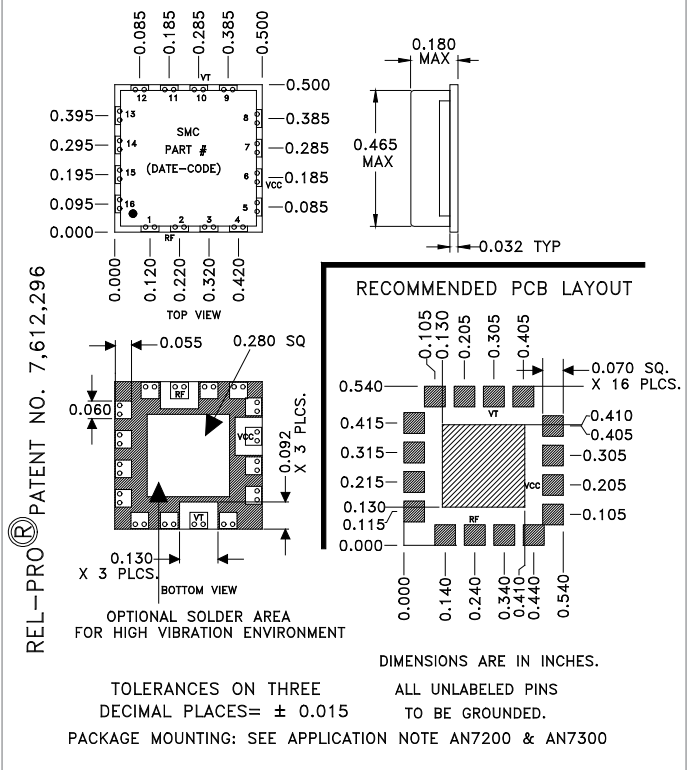 0.085
0.185
0.285
0.385
0.500
VT
12 11 10 9
0.500
0.395
13
8
0.385
SMC
0.295
14
PART #
7
0.285
(DATE-CODE)
0.195
15
6
0.185
VCC
0.095
16
5
0.085
1 2 3 4
0.000
RF
0.000
0.120
0.220
0.320
0.420
TOP VIEW
0.180
MAX
0.465
MAX
0.032 TYP
REL-PRO® PATENT NO. 7,612,296
0.055
0.280 SQ
RF
0.060
VCC
0.092
X 3 PLCS.
VT
0.130
X 3 PLCS.
BOTTOM VIEW
OPTIONAL SOLDER AREA
FOR HIGH VIBRATION ENVIRONMENT
RECOMMENDED PCB LAYOUT
0.105
0.130
0.205
0.305
0.405
0.070 SQ.
X 16 PLCS.
0.540
VT
0.415
0.410
0.405
0.315
0.305
0.215
VCC
0.205
0.130
0.115
0.105
RF
0.000
0.000
0.140
0.240
0.340
0.410
0.440
0.540
DIMENSIONS ARE IN INCHES.
TOLERANCES ON THREE
DECIMAL PLACES= ± 0.015
ALL UNLABELED PINS
TO BE GROUNDED.
PACKAGE MOUNTING: SEE APPLICATION NOTE AN7200 & AN7300